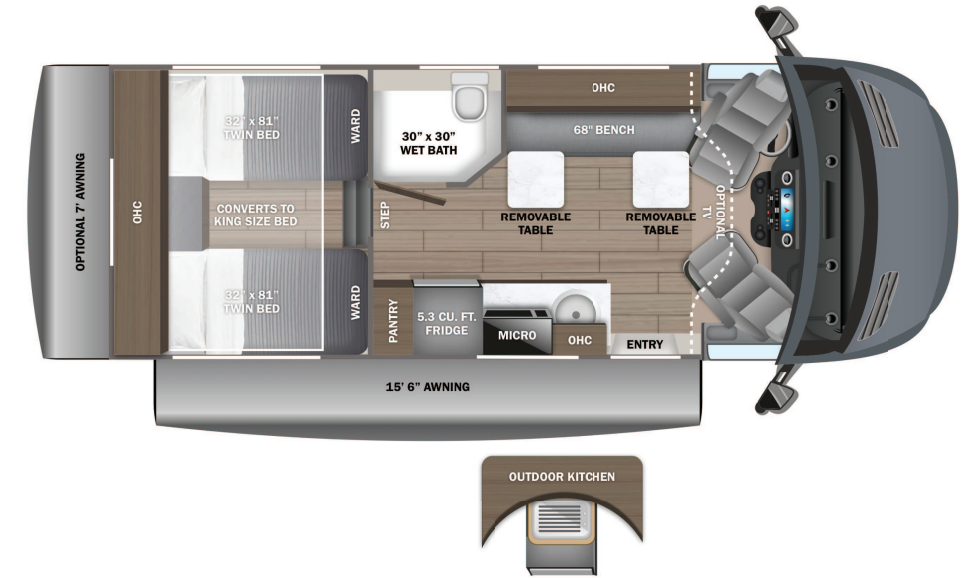 OPTIONAL 7' AWNING
OHC
32" x 81"
TWIN BED
WARD
CONVERTS TO
KING SIZE BED
32" x 81"
TWIN BED
WARD
30" x 30"
WET BATH
STEP
OHC
68" BENCH
REMOVABLE
TABLE
REMOVABLE
TABLE
OPTIONAL
TV
PANTRY
5.3 CU. FT.
FRIDGE
MICRO
OHC
ENTRY
15' 6" AWNING
OUTDOOR KITCHEN